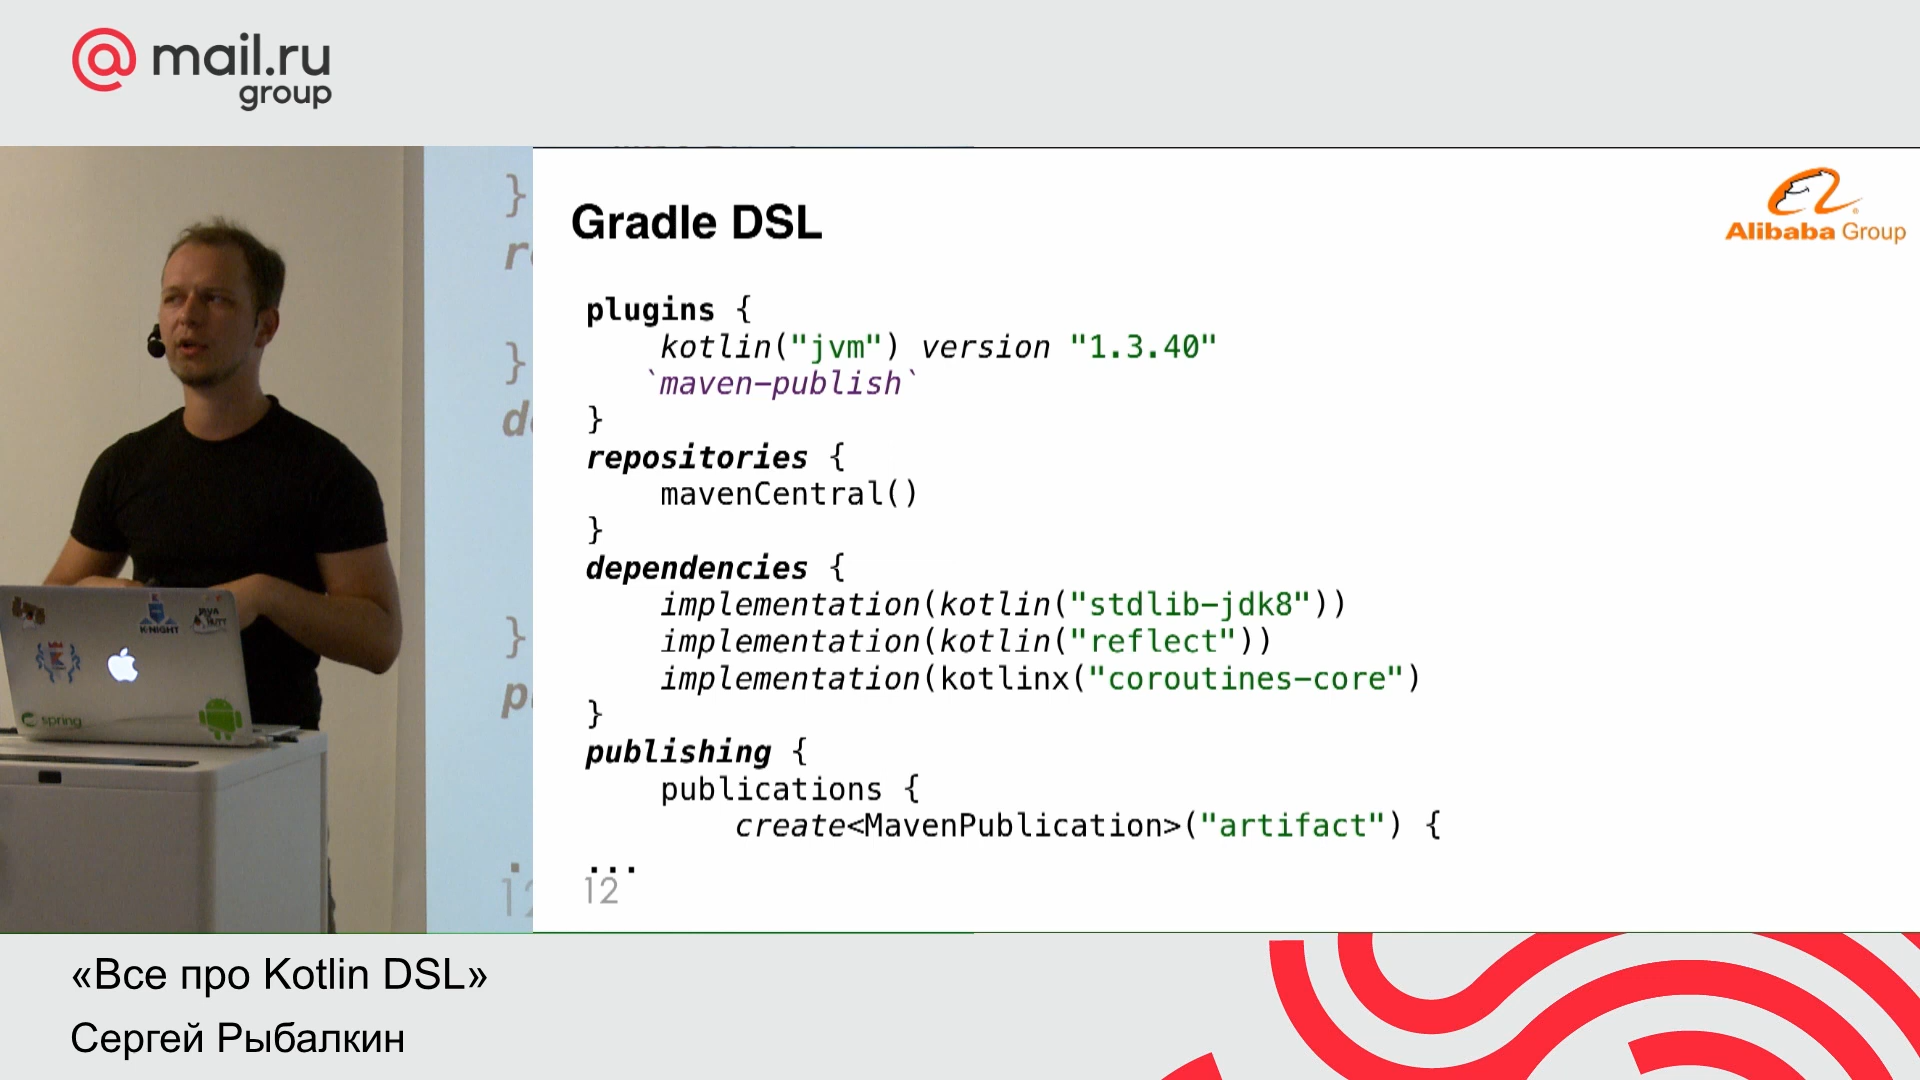 @ mail.ru
group
Gradle DSL
Alibaba Group
plugins {
kotlin("jvm") version "1.3.40"
`maven-publish`
}
repositories {
mavenCentral()
}
dependencies {
implementation(kotlin("stdlib-jdk8"))
implementation(kotlin("reflect"))
implementation(kotlinx("coroutines-core")
}
publishing {
publications {
create<MavenPublication>("artifact") {
...
12
K-NIGHT
spring
«Все про Kotlin DSL»
Сергей Рыбалкин